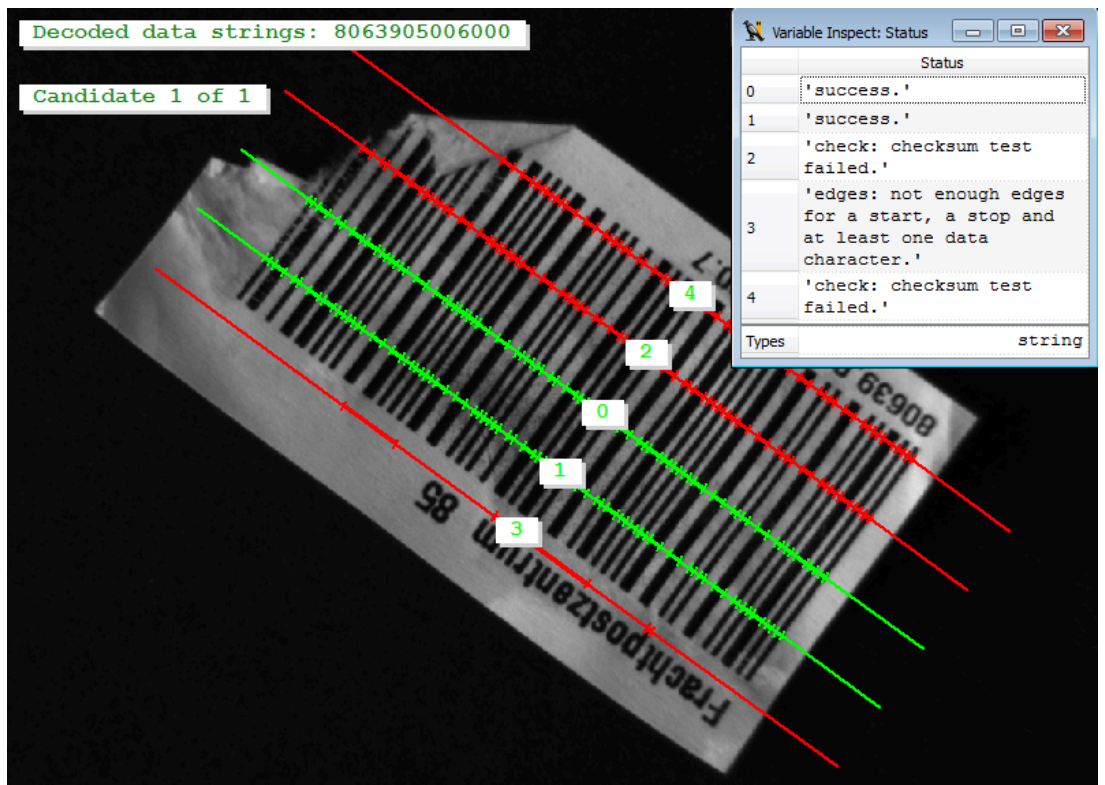 Decoded data strings: 8063905006000
Candidate 1 of 1
Variable Inspect: Status
Status
0 'success.'
1 'success.'
2 'check: checksum test
failed.'
3 'edges: not enough edges
for a start, a stop and
at least one data
character.'
4 'check: checksum test
failed.'
Types string
4
2
0
1
3
80639
Frachtpostzentrum 85